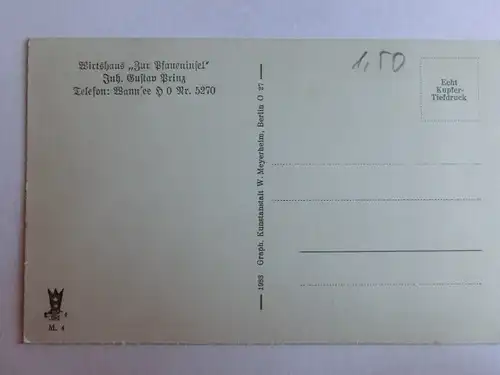 Wirtshaus „Zur Pfaueninsel"
Inh. Gustav Prinz
Telefon: Wannsee H 0 Nr. 5270
M. 4
1983 Graph. Kunstanstalt W. Meyerheim, Berlin O 27
1,50
Echt
Kupfer-
Tiefdruck